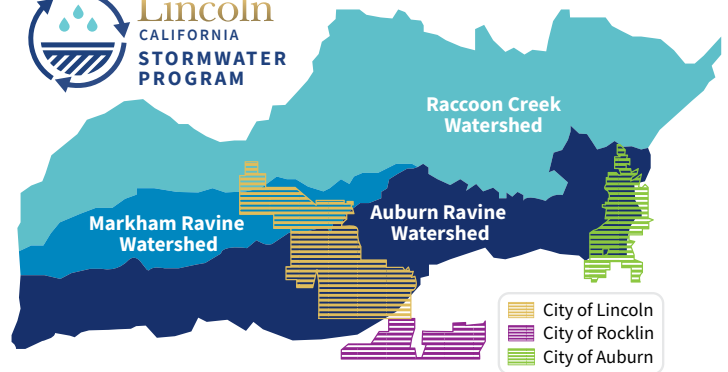 Lincoln
CALIFORNIA
STORMWATER
PROGRAM
Raccoon Creek
Watershed
Markham Ravine
Watershed
Auburn Ravine
Watershed
City of Lincoln
City of Rocklin
City of Auburn